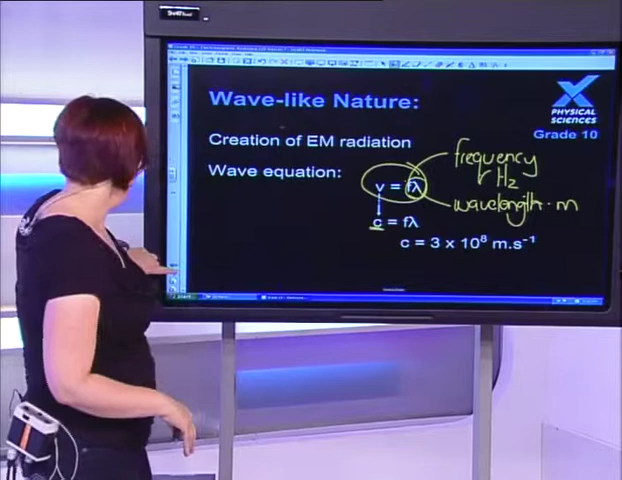 Wave-like Nature:
PHYSICAL
SCIENCES
Grade 10
Creation of EM radiation
frequency
Hz
Wave equation:
v = fλ
wavelength · m
c = fλ
c = 3 x 10⁸ m.s⁻¹